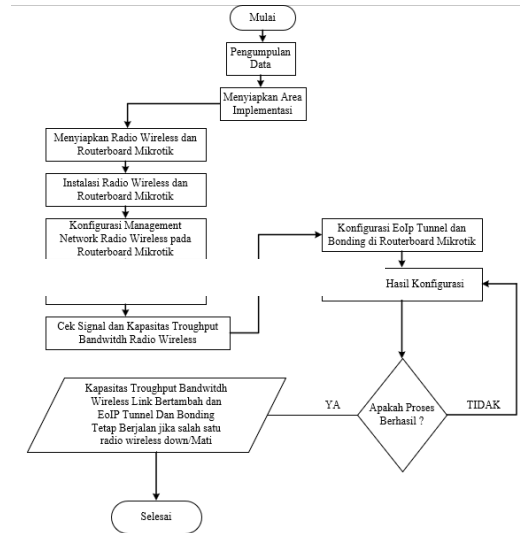 Mulai
Pengumpulan
Data
Menyiapkan Area
Implementasi
Menyiapkan Radio Wireless dan
Routerboard Mikrotik
Instalasi Radio Wireless dan
Routerboard Mikrotik
Konfigurasi Management
Network Radio Wireless pada
Routerboard Mikrotik
Cek Signal dan Kapasitas Troughput
Bandwitdh Radio Wireless
Konfigurasi EoIp Tunnel dan
Bonding di Routerboard Mikrotik
Hasil Konfigurasi
Apakah Proses
Berhasil ?
YA
TIDAK
Kapasitas Troughput Bandwitdh
Wireless Link Bertambah dan
EoIP Tunnel Dan Bonding
Tetap Berjalan jika salah satu
radio wireless down/Mati
Selesai